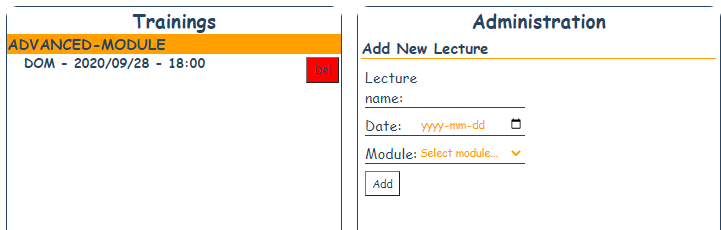 Trainings
ADVANCED-MODULE
DOM - 2020/09/28 - 18:00
Del
Administration
Add New Lecture
Lecture
name:
Date: yyyy-mm-dd
Module: Select module...
Add